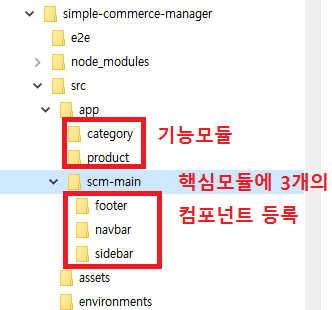 simple-commerce-manager
e2e
node_modules
src
app
category
product
기능모듈
scm-main
핵심모듈에 3개의
컴포넌트 등록
footer
navbar
sidebar
assets
environments